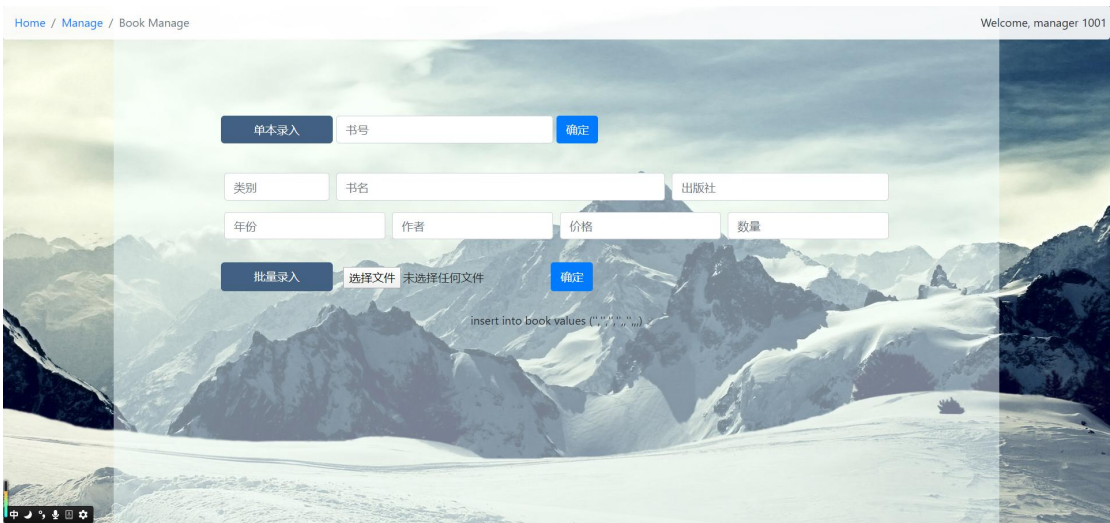 Home / Manage / Book Manage
Welcome, manager 1001
单本录入 书号 确定
类别 书名 出版社
年份 作者 价格 数量
批量录入 选择文件 未选择任何文件 确定
insert into book values ('','','','',,'',,,)
中